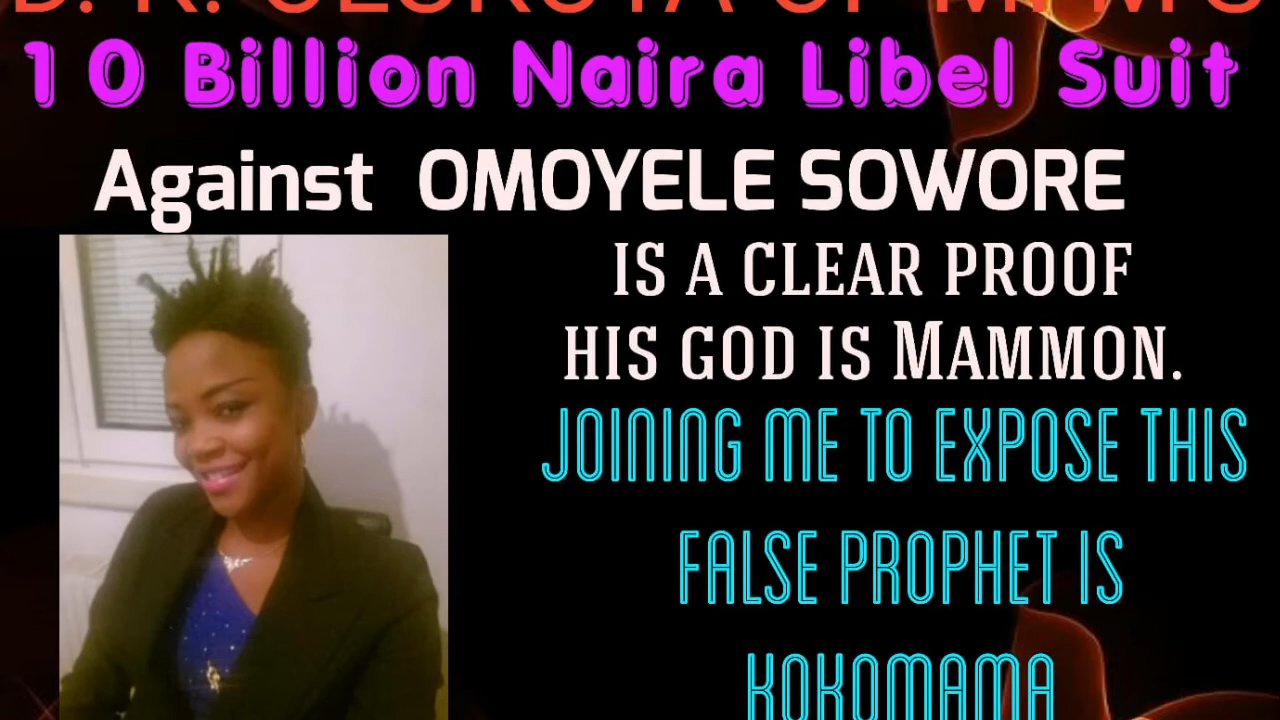 10 Billion Naira Libel Suit
Against OMOYELE SOWORE
IS A CLEAR PROOF
HIS GOD IS MAMMON.
JOINING ME TO EXPOSE THIS
FALSE PROPHET IS
KOKOMAMA